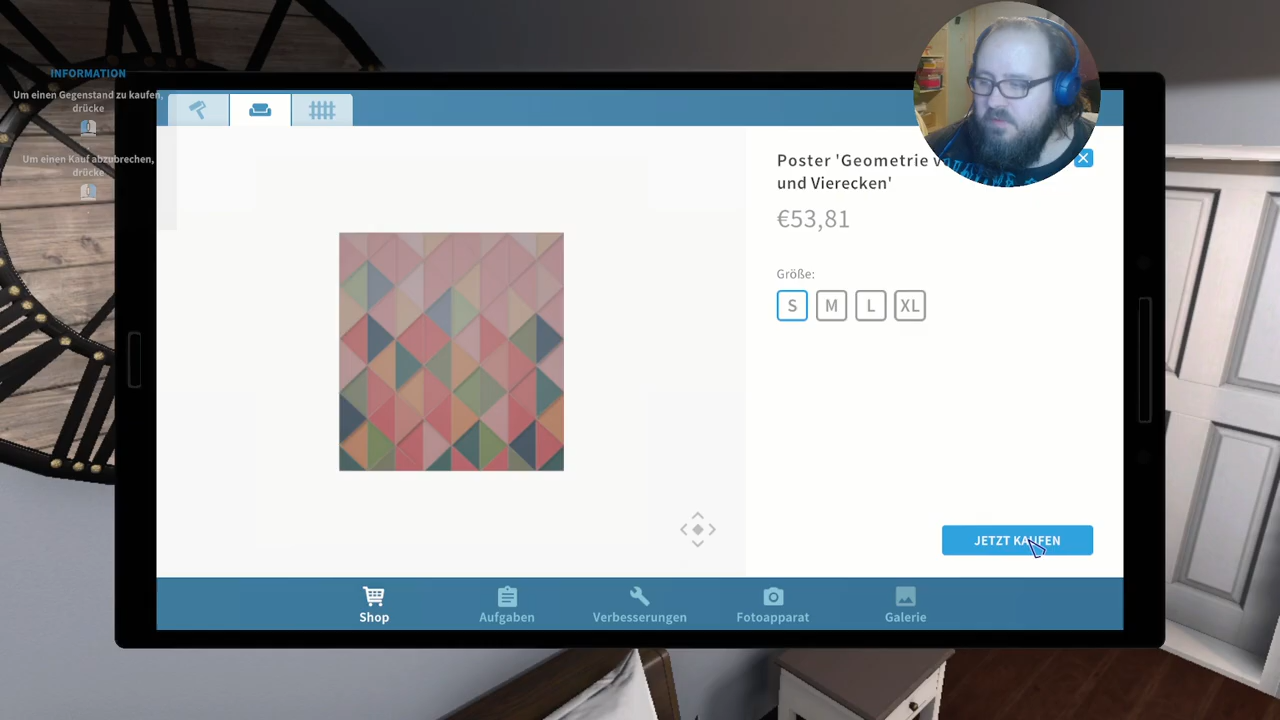 INFORMATION
Um einen Gegenstand zu kaufen,
drücke
Um einen Kauf abzubrechen,
drücke
Poster 'Geometrie
und Vierecken'
€53,81
Größe:
S M L XL
JETZT KAUFEN
Shop
Aufgaben
Verbesserungen
Fotoapparat
Galerie